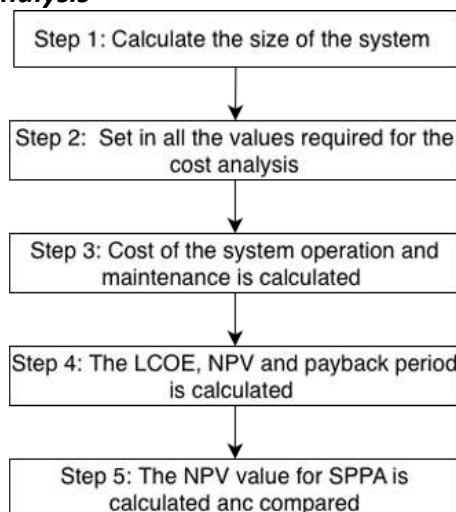 nalysis
Step 1: Calculate the size of the system
Step 2: Set in all the values required for the
cost analysis
Step 3: Cost of the system operation and
maintenance is calculated
Step 4: The LCOE, NPV and payback period
is calculated
Step 5: The NPV value for SPPA is
calculated anc compared